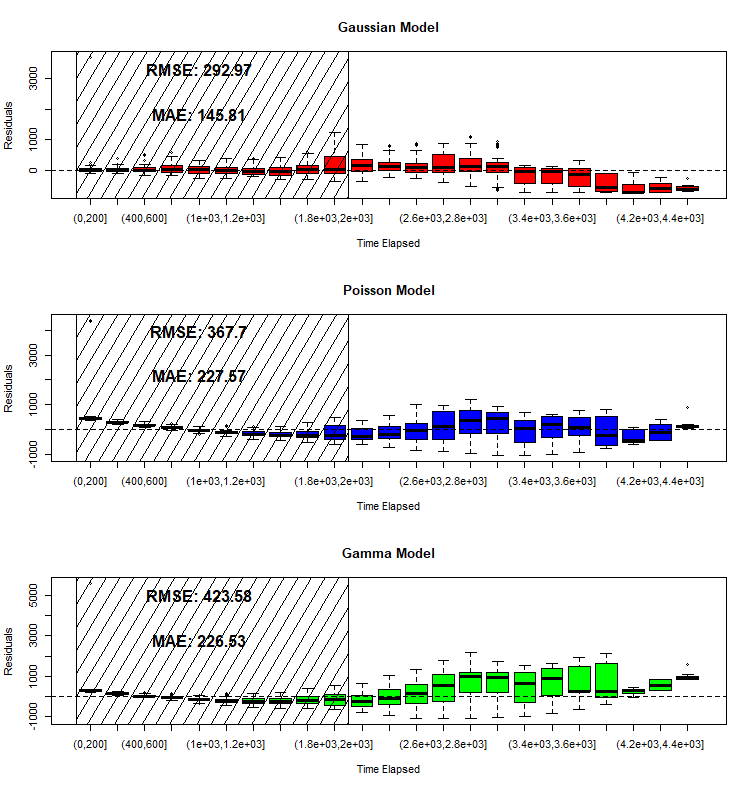 Gaussian Model
RMSE: 292.97
MAE: 145.81
Residuals
3000
1000
0
(0,200]
(400,600]
(1e+03,1.2e+03]
(1.8e+03,2e+03]
(2.6e+03,2.8e+03]
(3.4e+03,3.6e+03]
(4.2e+03,4.4e+03]
Time Elapsed
Poisson Model
RMSE: 367.7
MAE: 227.57
Residuals
3000
1000
-1000
(0,200]
(400,600]
(1e+03,1.2e+03]
(1.8e+03,2e+03]
(2.6e+03,2.8e+03]
(3.4e+03,3.6e+03]
(4.2e+03,4.4e+03]
Time Elapsed
Gamma Model
RMSE: 423.58
MAE: 226.53
Residuals
5000
3000
1000
-1000
(0,200]
(400,600]
(1e+03,1.2e+03]
(1.8e+03,2e+03]
(2.6e+03,2.8e+03]
(3.4e+03,3.6e+03]
(4.2e+03,4.4e+03]
Time Elapsed